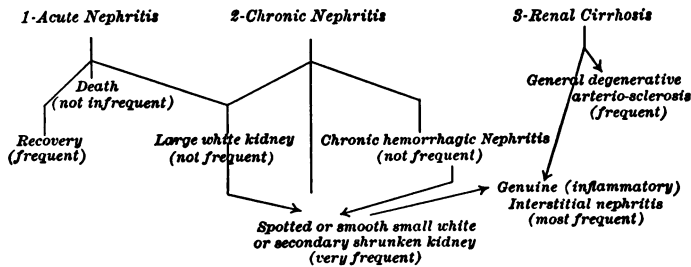 1-Acute Nephritis
2-Chronic Nephritis
3-Renal Cirrhosis
Death
(not infrequent)
General degenerative
arterio-sclerosis
(frequent)
Recovery
(frequent)
Large white kidney
(not frequent)
Chronic hemorrhagic Nephritis
(not frequent)
Genuine (inflammatory)
Interstitial nephritis
(most frequent)
Spotted or smooth small white
or secondary shrunken kidney
(very frequent)